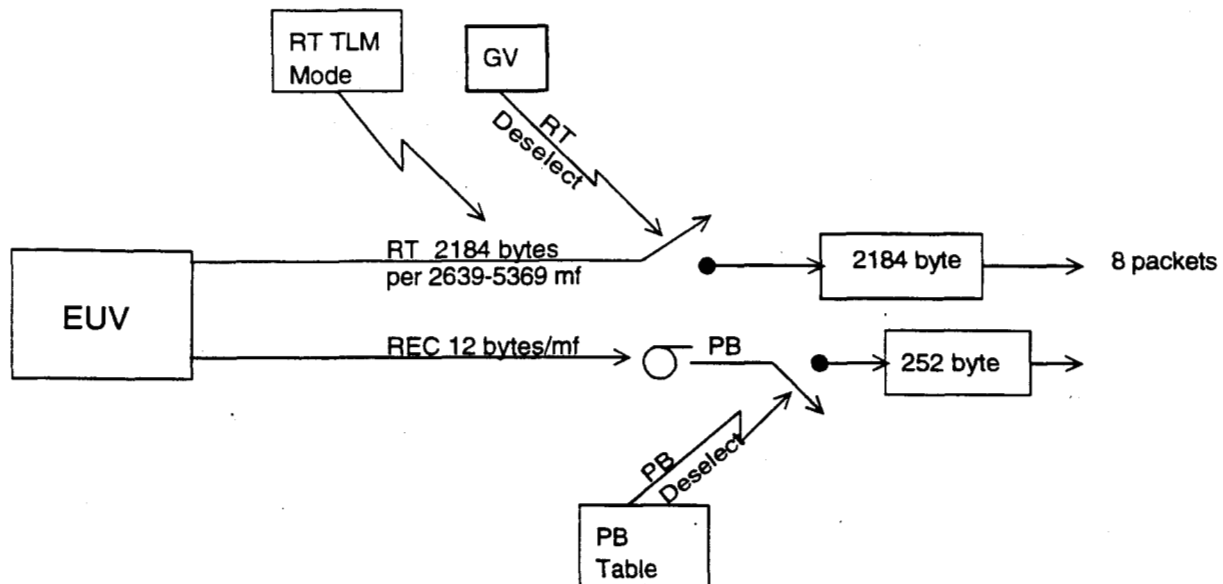 RT TLM
Mode
GV
RT
Deselect
EUV
RT 2184 bytes
per 2639-5369 mf
2184 byte
8 packets
REC 12 bytes/mf
PB
252 byte
PB
Deselect
PB
Table